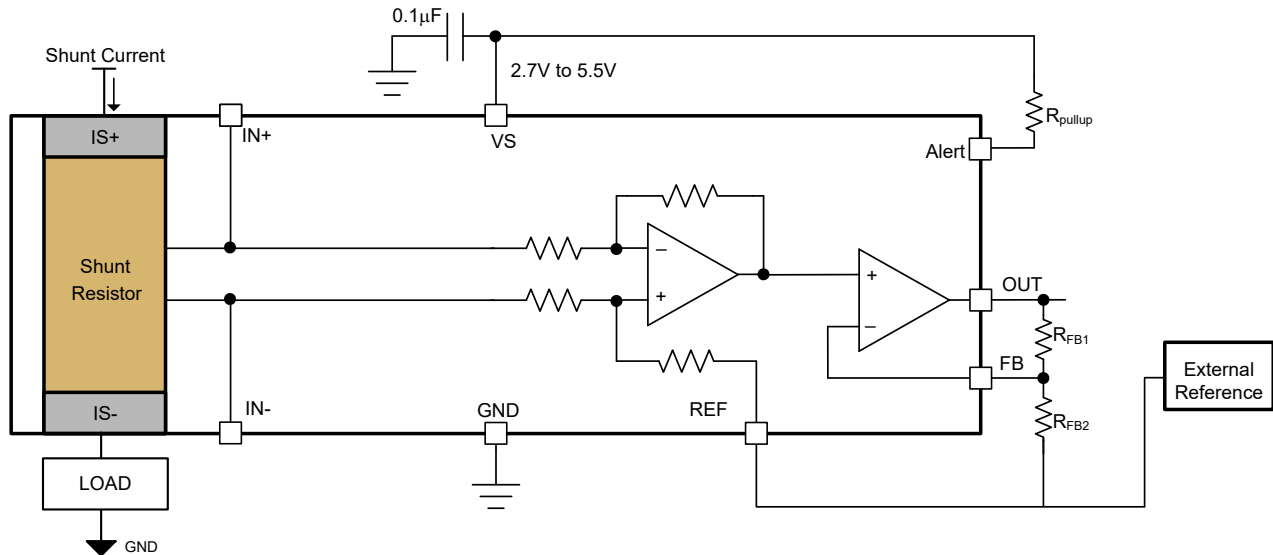 0.1µF
Shunt Current
2.7V to 5.5V
Rpullup
IS+
IN+
VS
Alert
−
+
Shunt
Resistor
+
−
OUT
RFB1
FB
External
Reference
IS-
IN-
GND
REF
RFB2
LOAD
GND